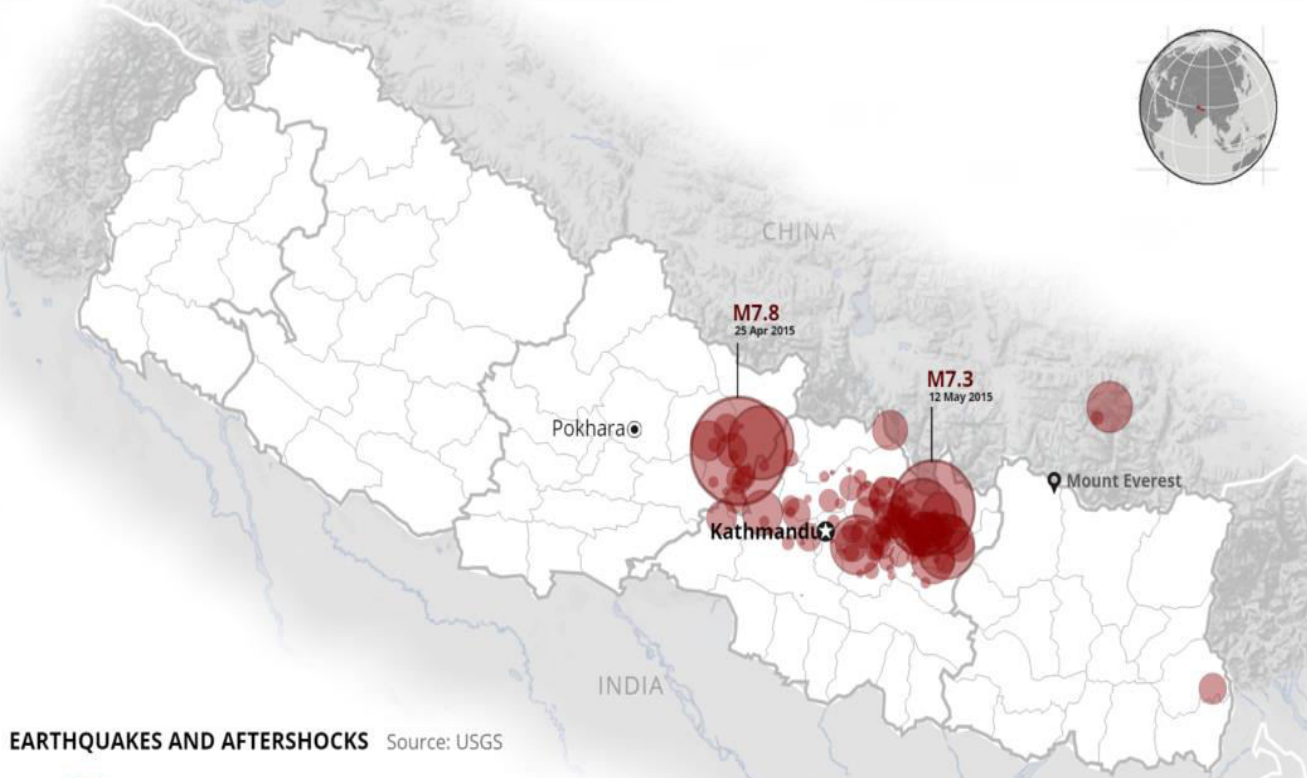 CHINA
M7.8
25 Apr 2015
M7.3
12 May 2015
Pokhara
Mount Everest
Kathmandu
INDIA
EARTHQUAKES AND AFTERSHOCKS Source: USGS